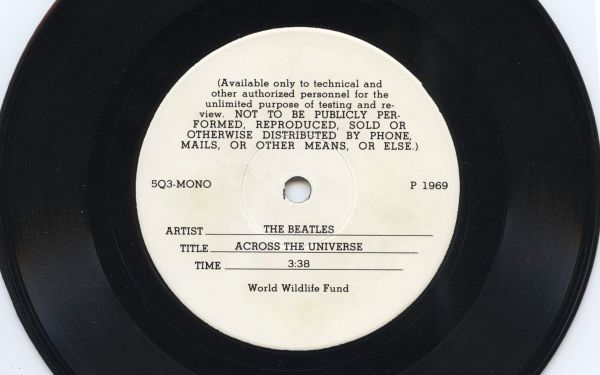 (Available only to technical and
other authorized personnel for the
unlimited purpose of testing and re-
view. NOT TO BE PUBLICLY PER-
FORMED, REPRODUCED, SOLD OR
OTHERWISE DISTRIBUTED BY PHONE,
MAILS, OR OTHER MEANS, OR ELSE.)
5Q3-MONO P 1969
ARTIST THE BEATLES
TITLE ACROSS THE UNIVERSE
TIME 3:38
World Wildlife Fund